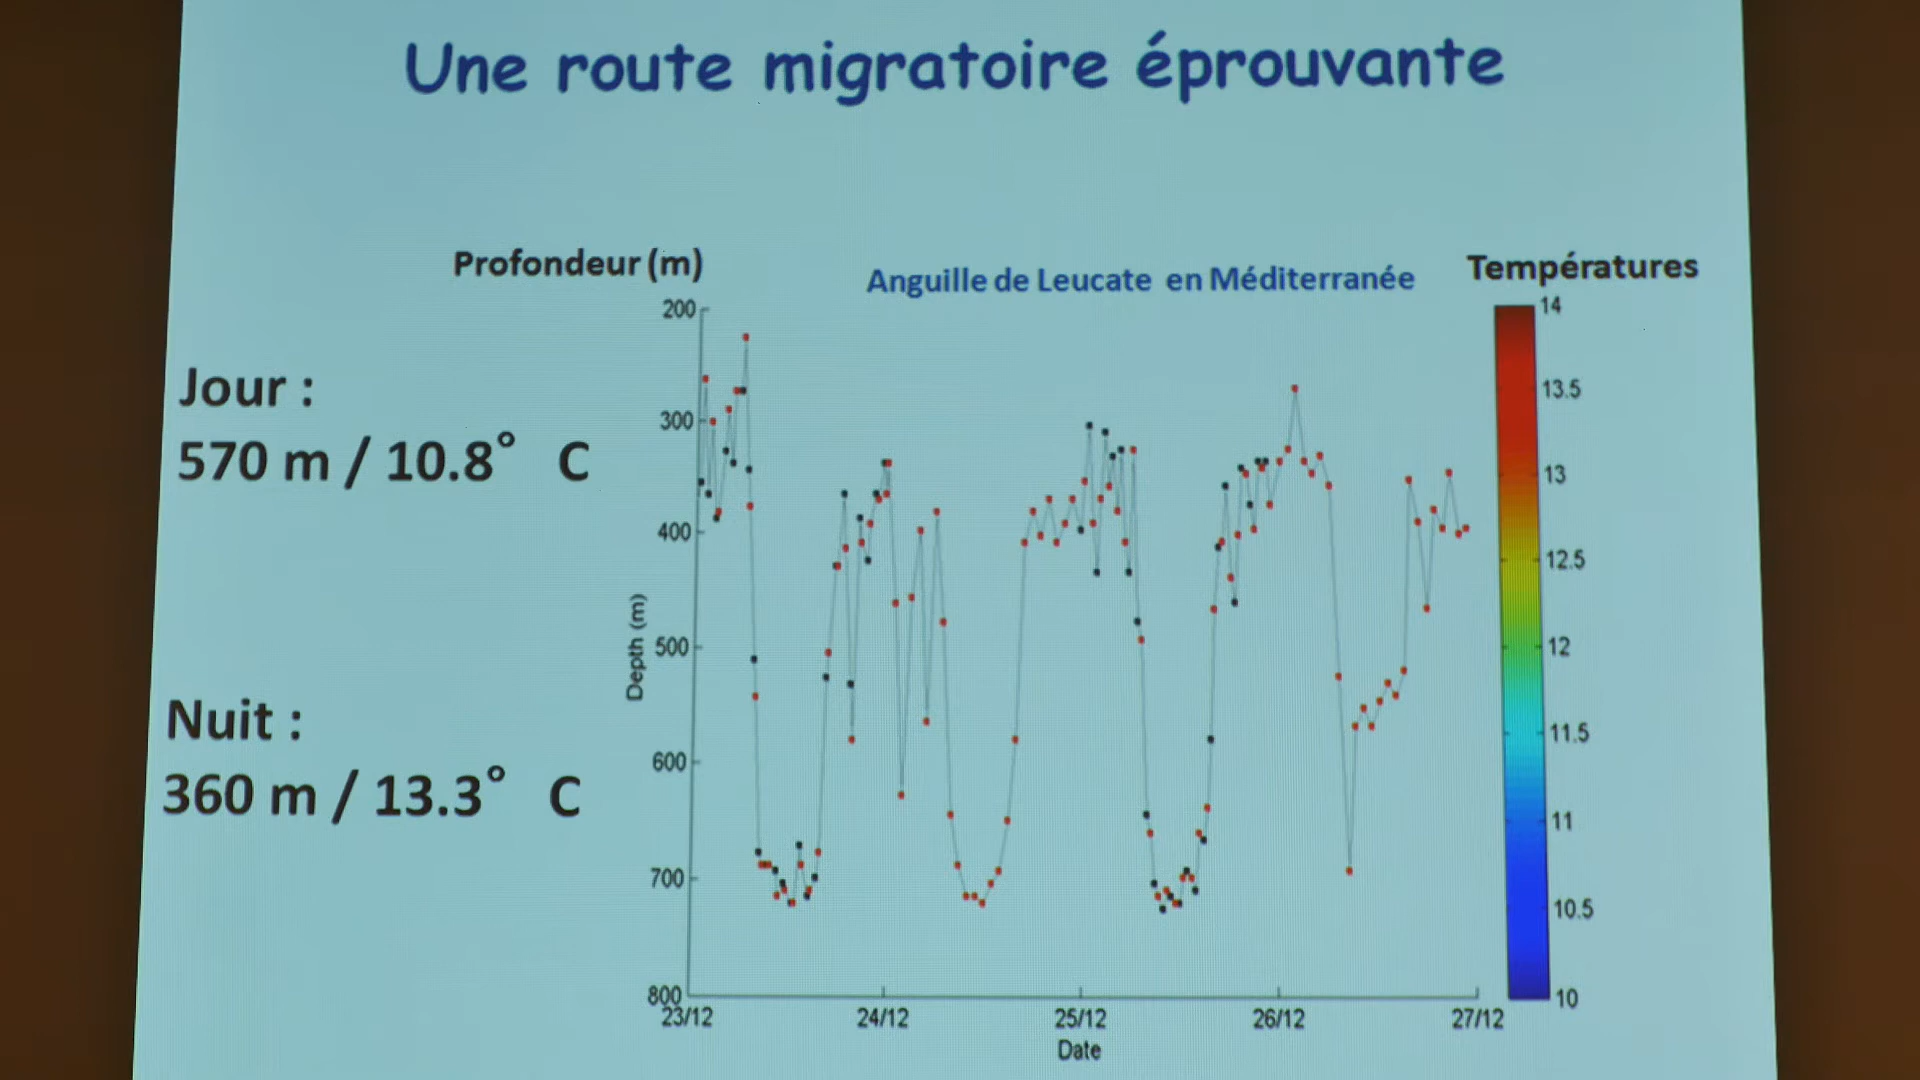 Une route migratoire éprouvante
Profondeur (m)
Anguille de Leucate en Méditerranée
Températures
Jour :
570 m / 10.8° C
Nuit :
360 m / 13.3° C
Depth (m)
200
300
400
500
600
700
800
23/12
24/12
25/12
26/12
27/12
Date
14
13.5
13
12.5
12
11.5
11
10.5
10